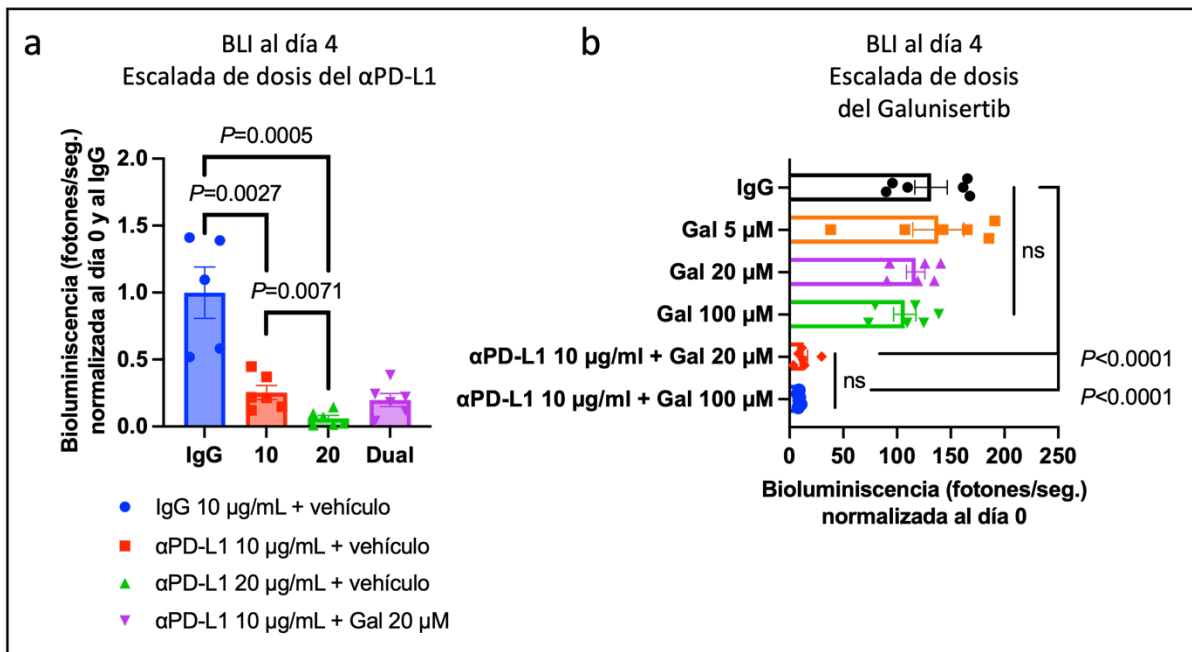 a
BLI al día 4
Escalada de dosis del αPD-L1
P=0.0005
P=0.0027
P=0.0071
Bioluminiscencia (fotones/seg.)
normalizada al día 0 y al IgG
2.0
1.5
1.0
0.5
0.0
IgG 10 20 Dual
IgG 10 µg/mL + vehículo
αPD-L1 10 µg/mL + vehículo
αPD-L1 20 µg/mL + vehículo
αPD-L1 10 µg/mL + Gal 20 µM
b
BLI al día 4
Escalada de dosis
del Galunisertib
IgG
Gal 5 µM
Gal 20 µM
Gal 100 µM
αPD-L1 10 µg/ml + Gal 20 µM
αPD-L1 10 µg/ml + Gal 100 µM
ns
ns
P<0.0001
P<0.0001
0 50 100 150 200 250
Bioluminiscencia (fotones/seg.)
normalizada al día 0